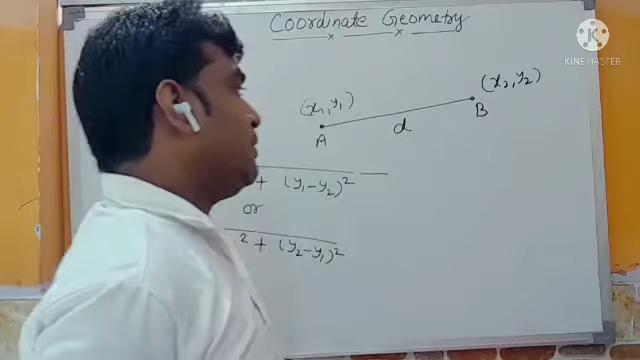 Coordinate Geometry
K
KINEMASTER
(x₁, y₁)
(x₂, y₂)
A
d
B
+ (y₁-y₂)²
or
² + (y₂-y₁)²